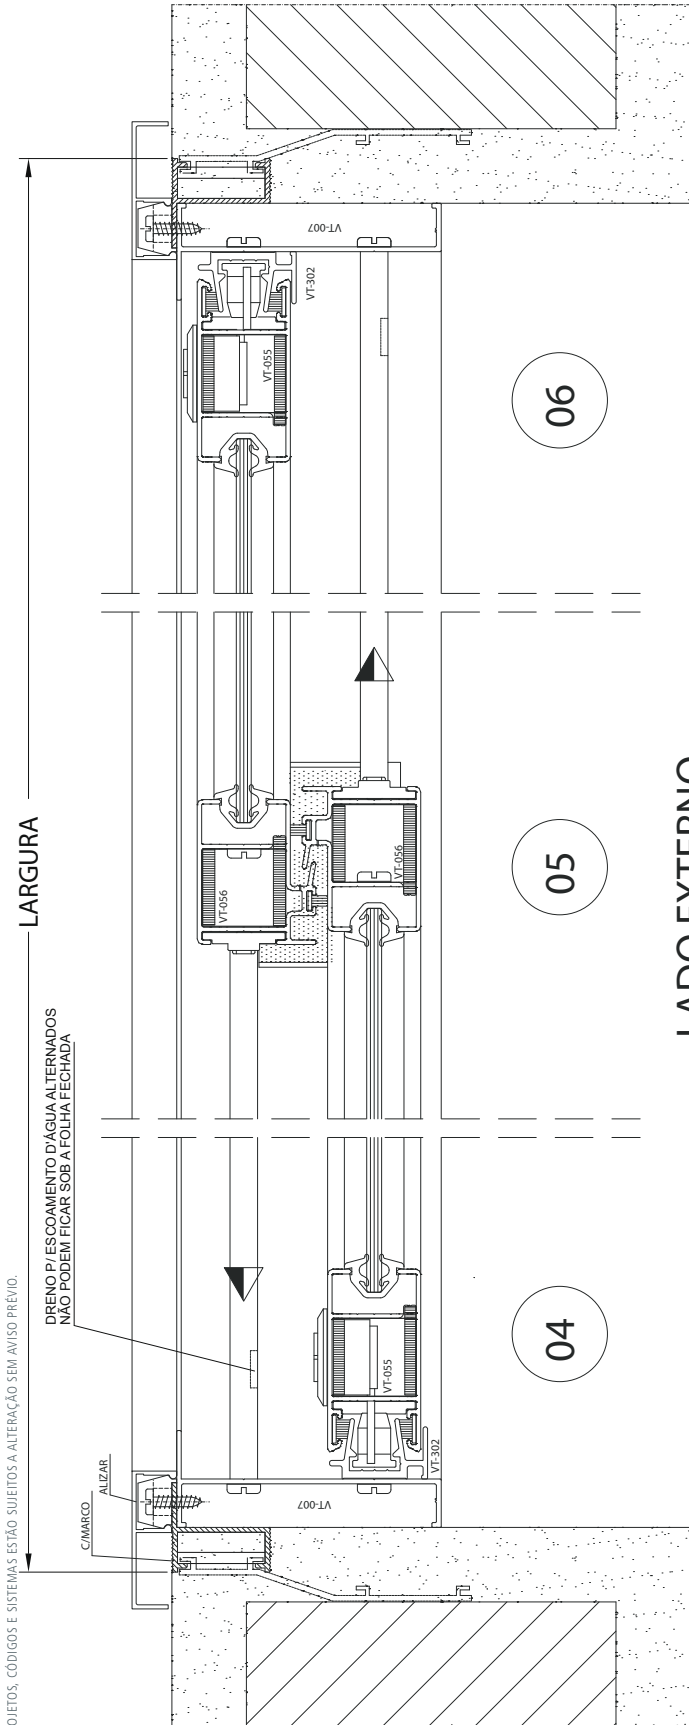 LARGURA
DRENO P/ ESCOAMENTO D'ÁGUA ALTERNADOS
NÃO PODEM FICAR SOB A FOLHA FECHADA
OJETOS, CÓDIGOS E SISTEMAS ESTÃO SUJEITOS A ALTERAÇÃO SEM AVISO PRÉVIO.
C/MARCO
ALIZAR
VT-007
VT-302
VT-055
VT-056
VT-056
VT-055
VT-302
VT-007
04
05
06
LADO EXTERNO